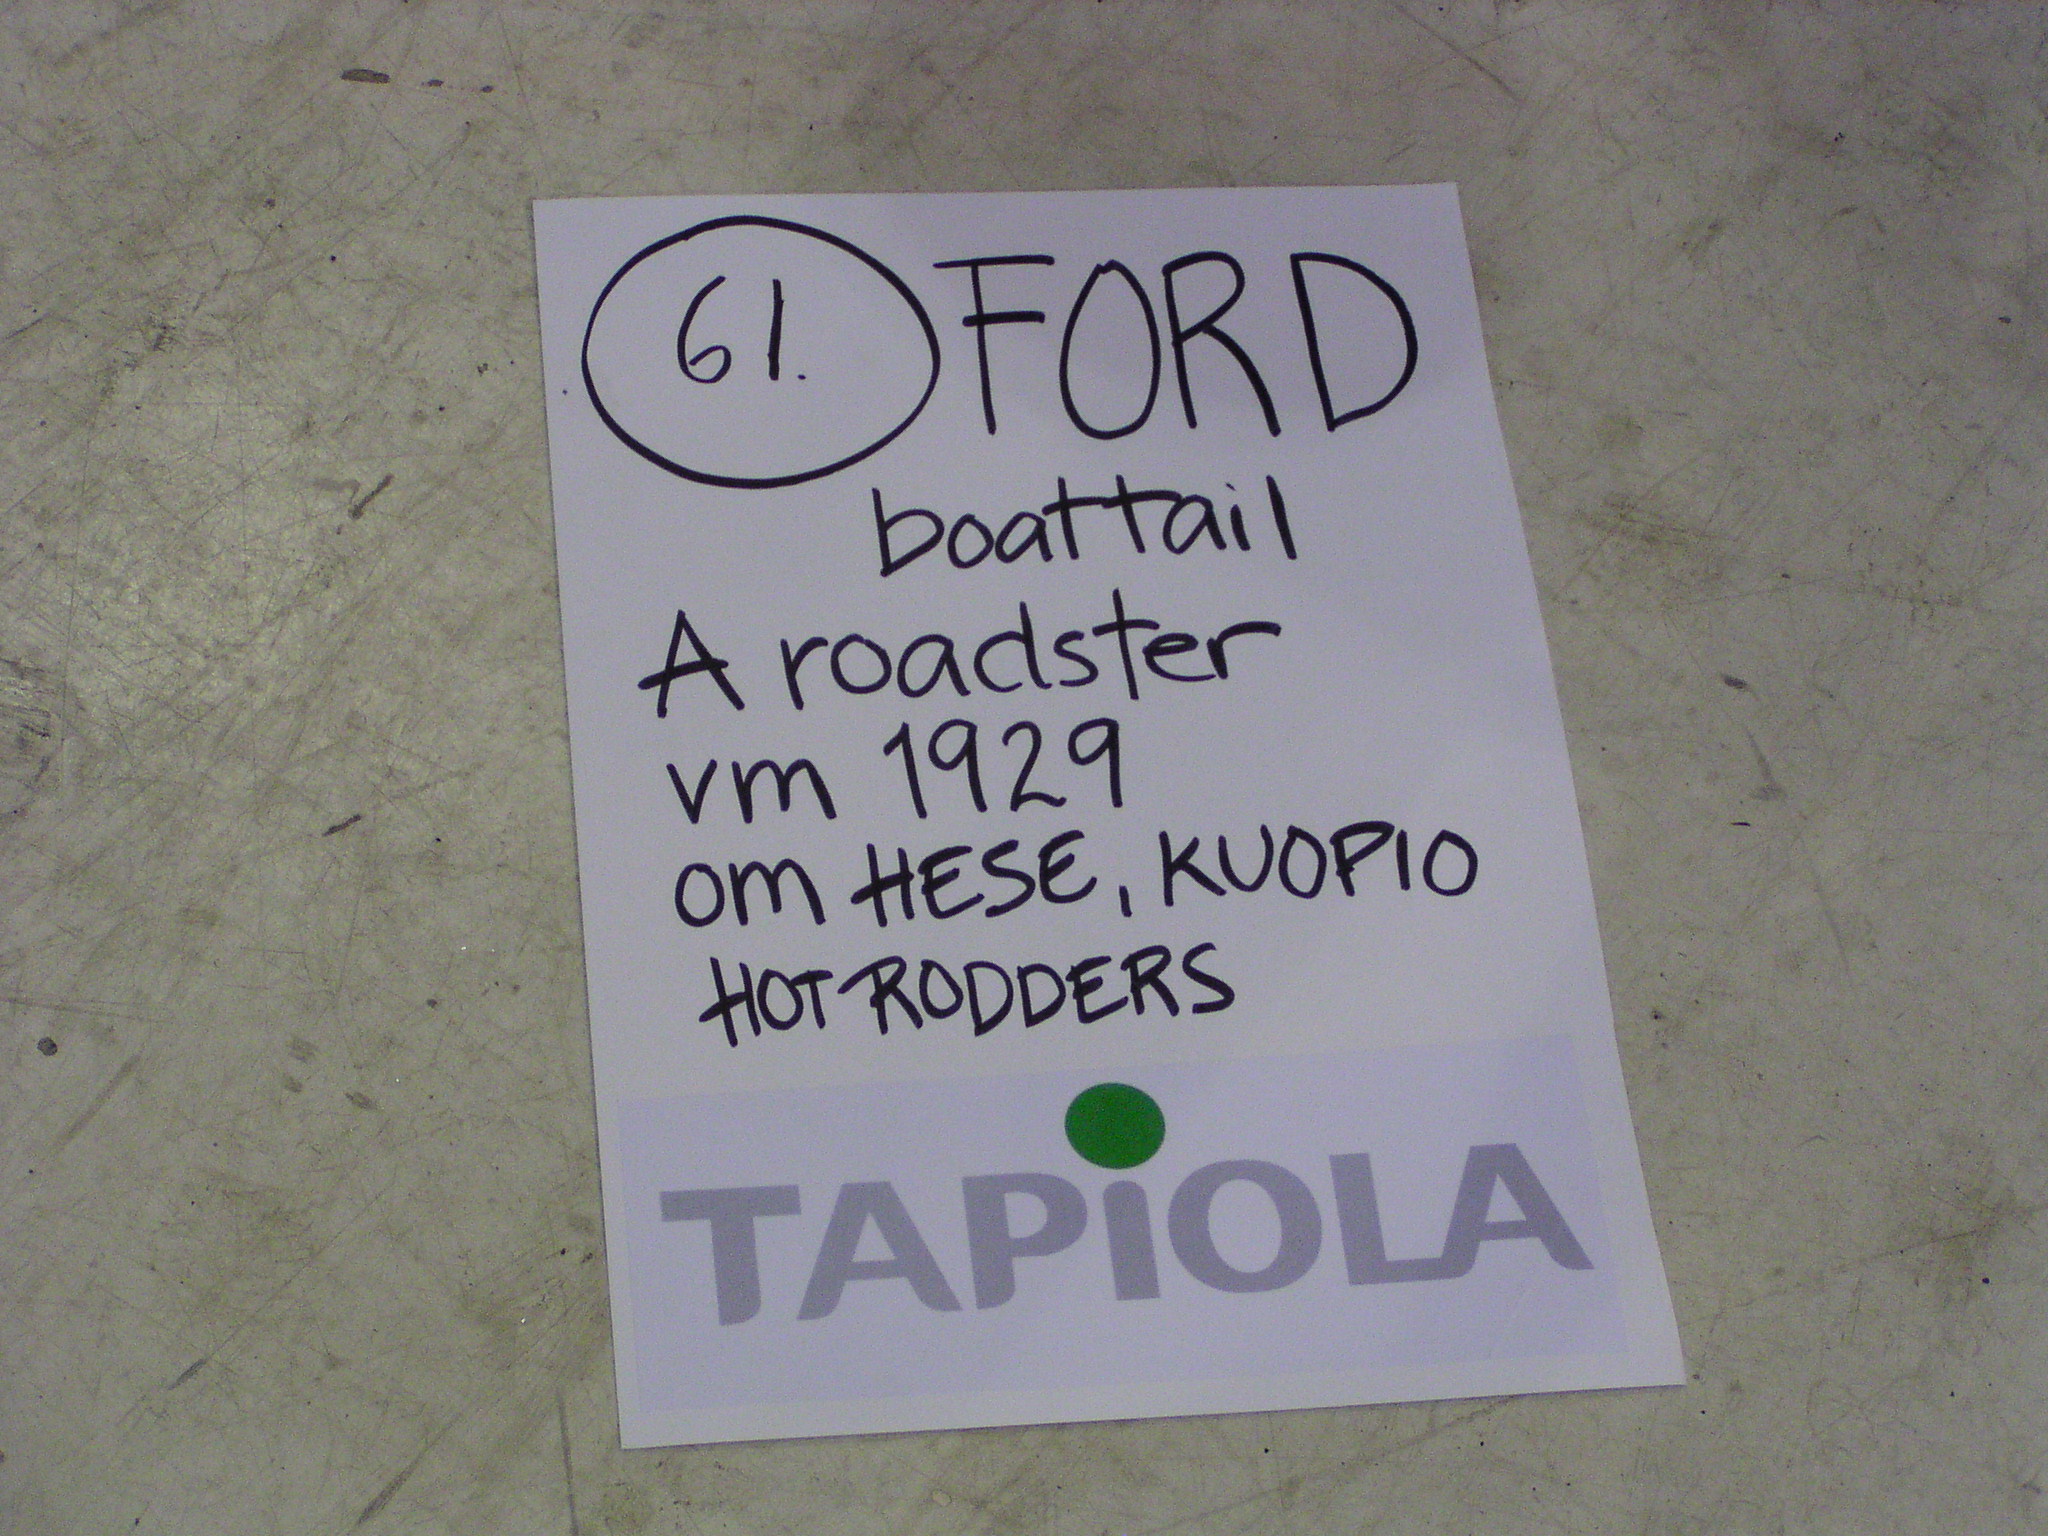 61. FORD
boattail
A roadster
vm 1929
om HESE, KUOPIO
HOT RODDERS
TAPiOLA